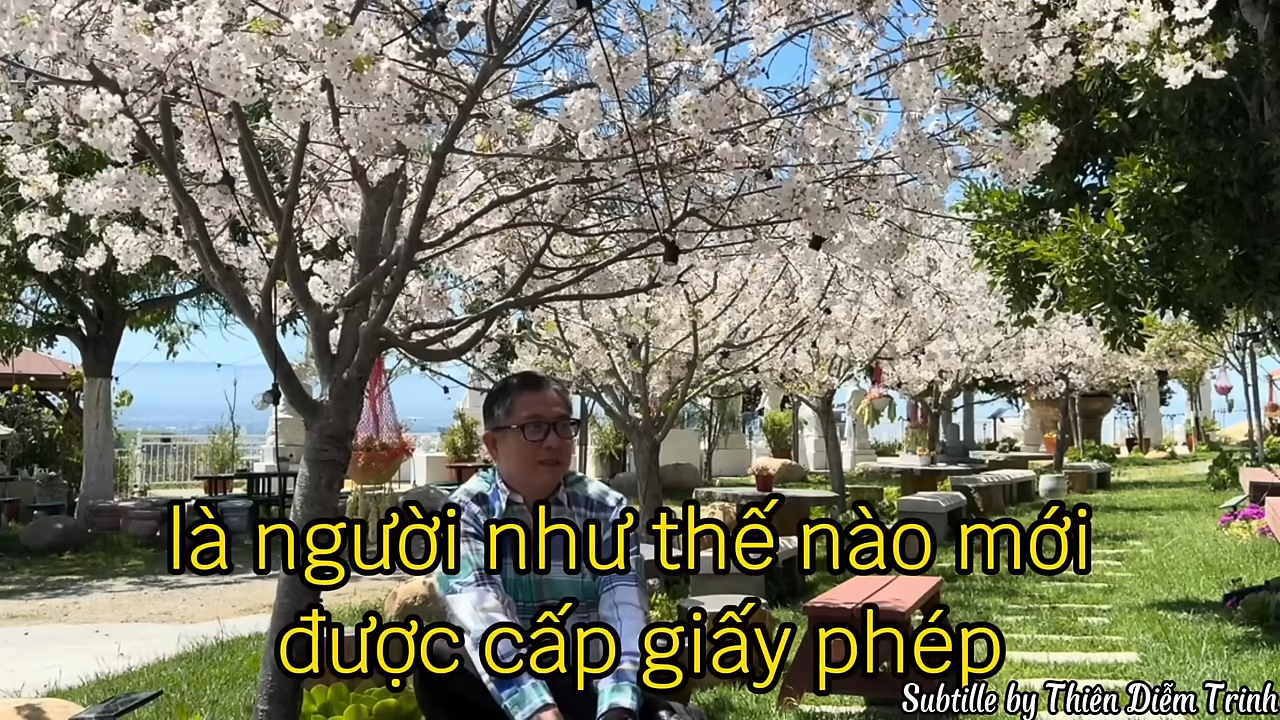 là người như thế nào mới
được cấp giấy phép
Subtille by Thiên Diễm Trinh